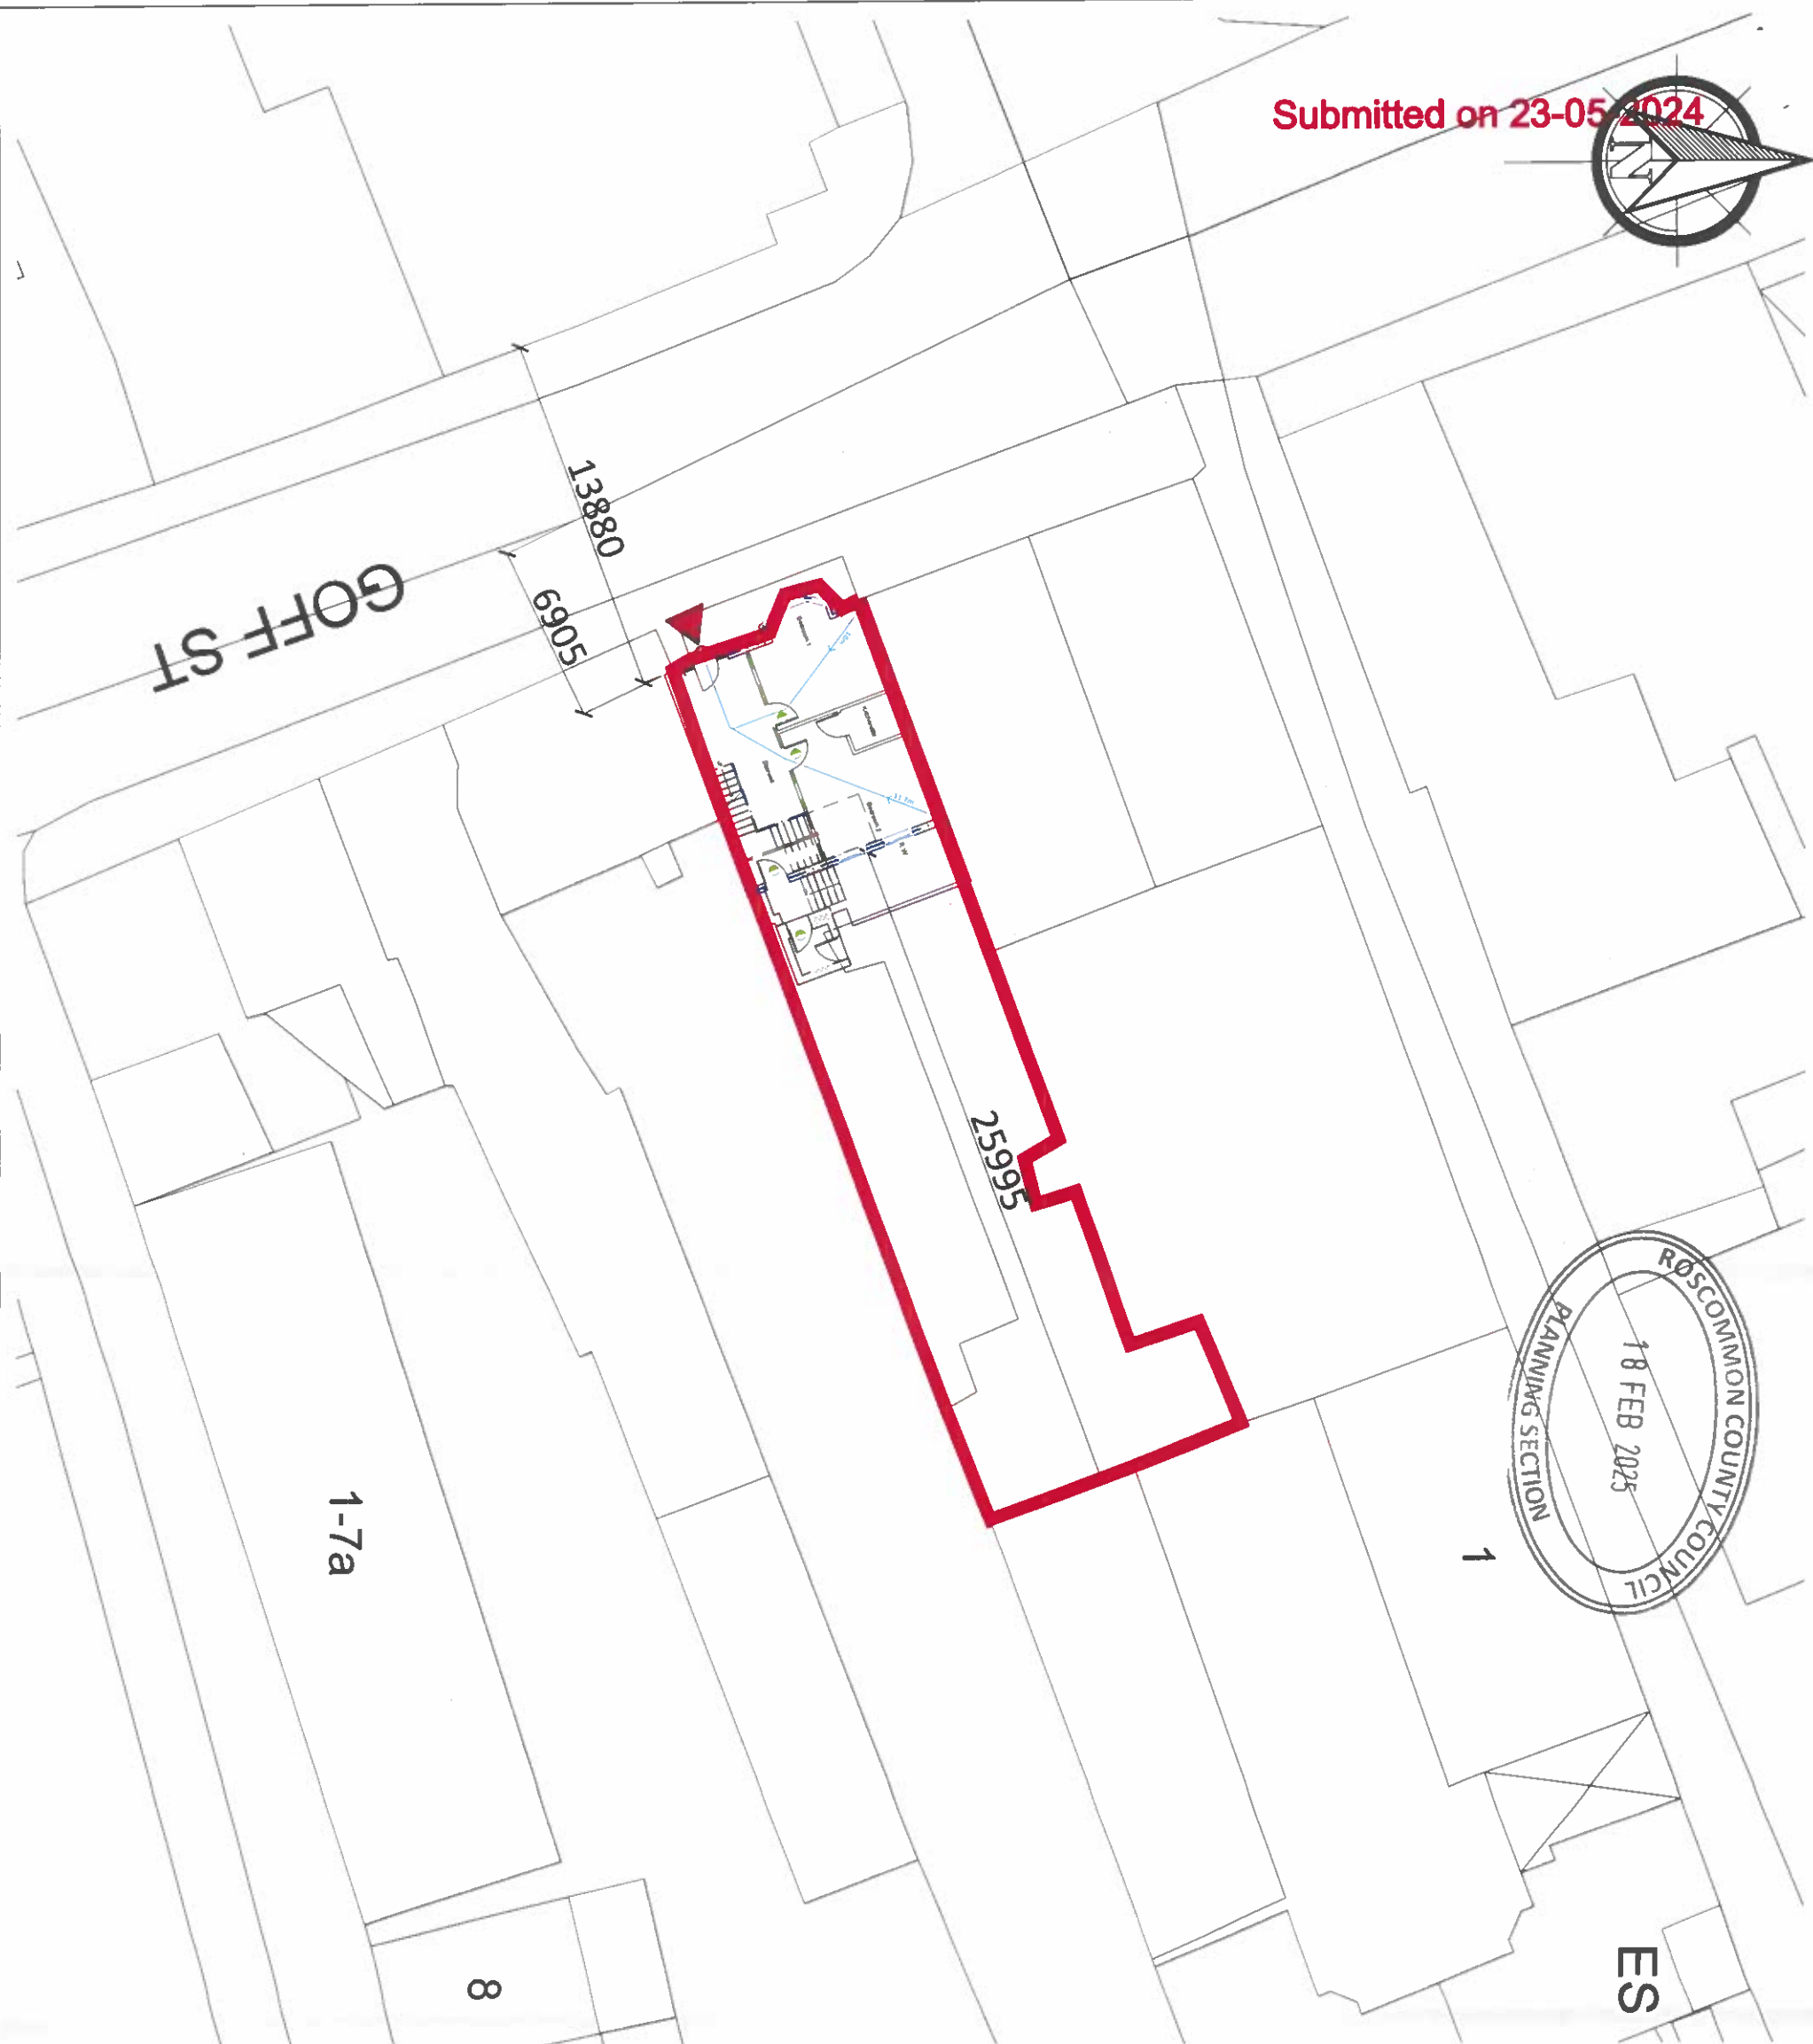 Submitted on 23-05-2024
N
13880
6905
GOFF ST
25995
ROSCOMMON COUNTY COUNCIL
18 FEB 2025
PLANNING SECTION
1
1-7a
8
ES